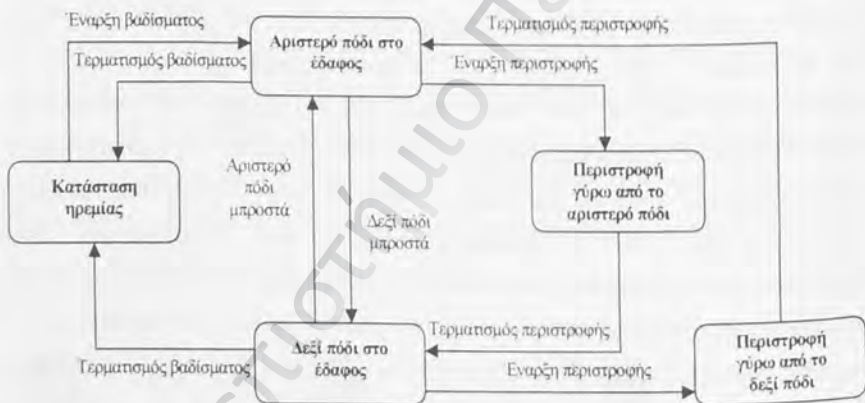 Έναρξη βαδίσματος
Τερματισμός περιστροφής
Αριστερό πόδι στο
έδαφος
Τερματισμός βαδίσματος
Έναρξη περιστροφής
Κατάσταση
ηρεμίας
Αριστερό
πόδι
μπροστά
Δεξί πόδι
μπροστά
Περιστροφή
γύρω από το
αριστερό πόδι
Τερματισμός περιστροφής
Δεξί πόδι στο
έδαφος
Τερματισμός βαδίσματος
Έναρξη περιστροφής
Περιστροφή
γύρω από το
δεξί πόδι